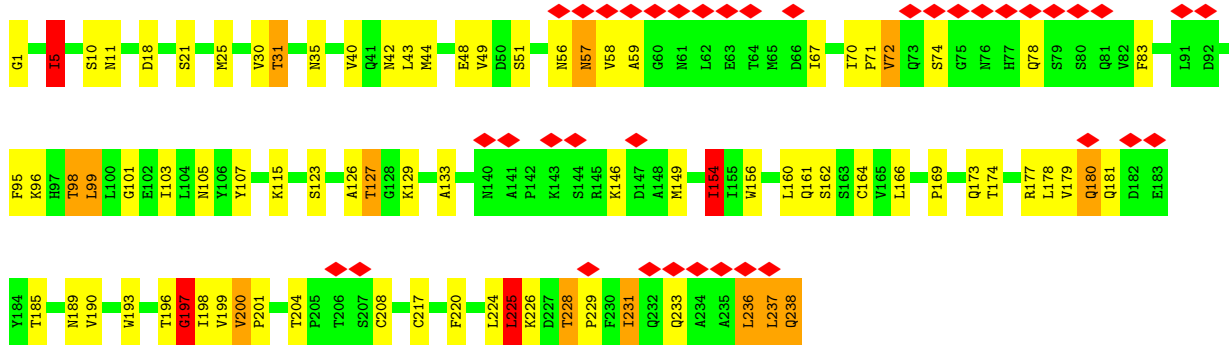 G1 I5 S10 N11 D18 S21 M25 V30 T31 N35 V40 Q41 N42 L43 M44 E48 V49 D50 S51 N56 N57 V58 A59 G60 N61 L62 E63 T64 M65 D66 I67 I70 P71 V72 Q73 S74 G75 N76 H77 Q78 S79 S80 Q81 V82 F83 L91 D92
F95 K96 H97 T98 L99 L100 G101 E102 I103 L104 N105 Y106 Y107 K115 S123 A126 T127 G128 K129 A133 N140 A141 P142 K143 S144 R145 K146 D147 A148 M149 I154 I155 W156 L160 Q161 S162 S163 C164 V165 L166 P169 Q173 T174 R177 L178 V179 Q180 Q181 D182 E183
Y184 T185 N189 V190 W193 T196 G197 I198 V199 V200 P201 T204 P205 T206 S207 C208 C217 F220 L224 L225 K226 D227 T228 P229 F230 I231 Q232 Q233 A234 A235 L236 L237 Q238